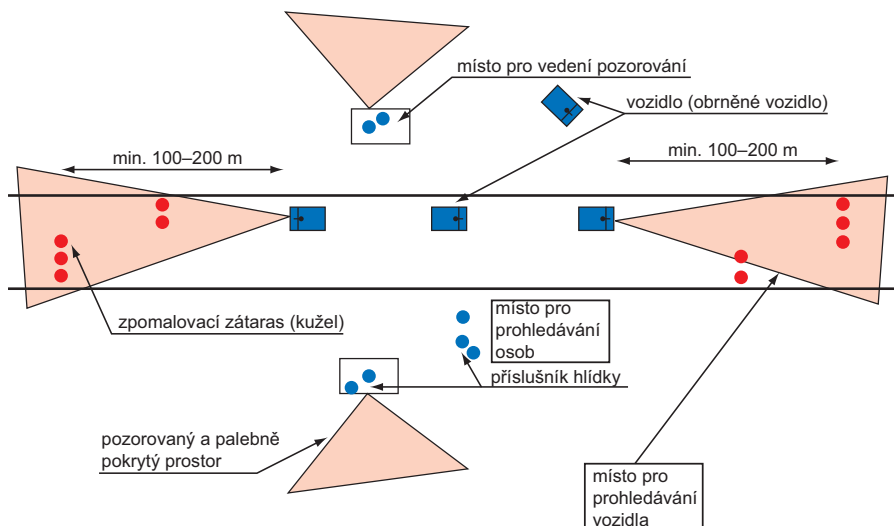 místo pro vedení pozorování
vozidlo (obrněné vozidlo)
min. 100–200 m
min. 100–200 m
zpomalovací zátaras (kužel)
místo pro
prohledávání
osob
příslušník hlídky
pozorovaný a palebně
pokrytý prostor
místo pro
prohledávání
vozidla